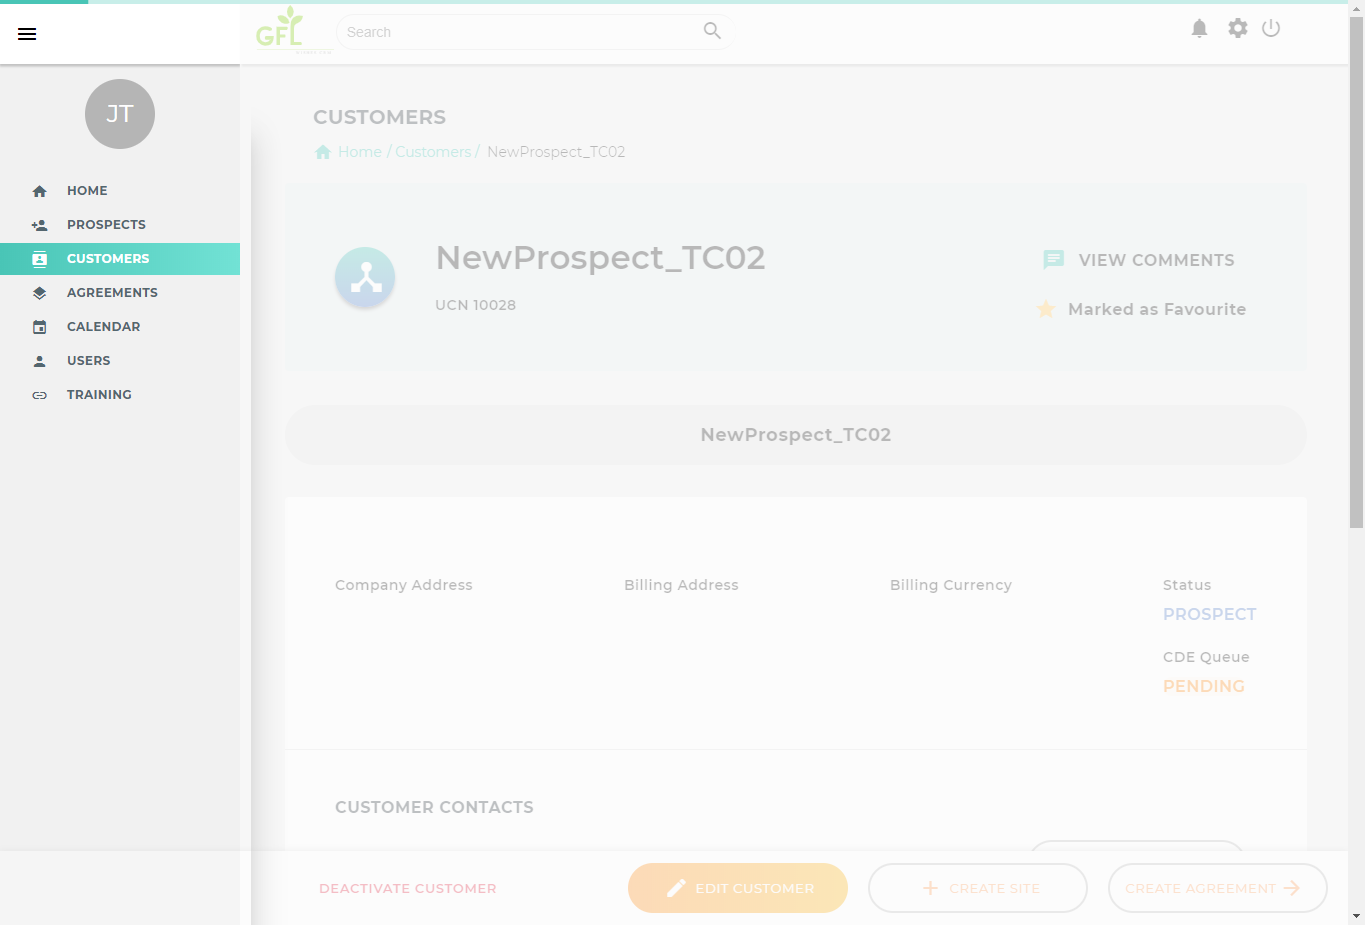 GFL
Search
JT
HOME
PROSPECTS
CUSTOMERS
AGREEMENTS
CALENDAR
USERS
TRAINING
CUSTOMERS
Home / Customers / NewProspect_TC02
NewProspect_TC02
UCN 10028
VIEW COMMENTS
Marked as Favourite
NewProspect_TC02
Company Address
Billing Address
Billing Currency
Status
PROSPECT
CDE Queue
PENDING
CUSTOMER CONTACTS
DEACTIVATE CUSTOMER
EDIT CUSTOMER
CREATE SITE
CREATE AGREEMENT